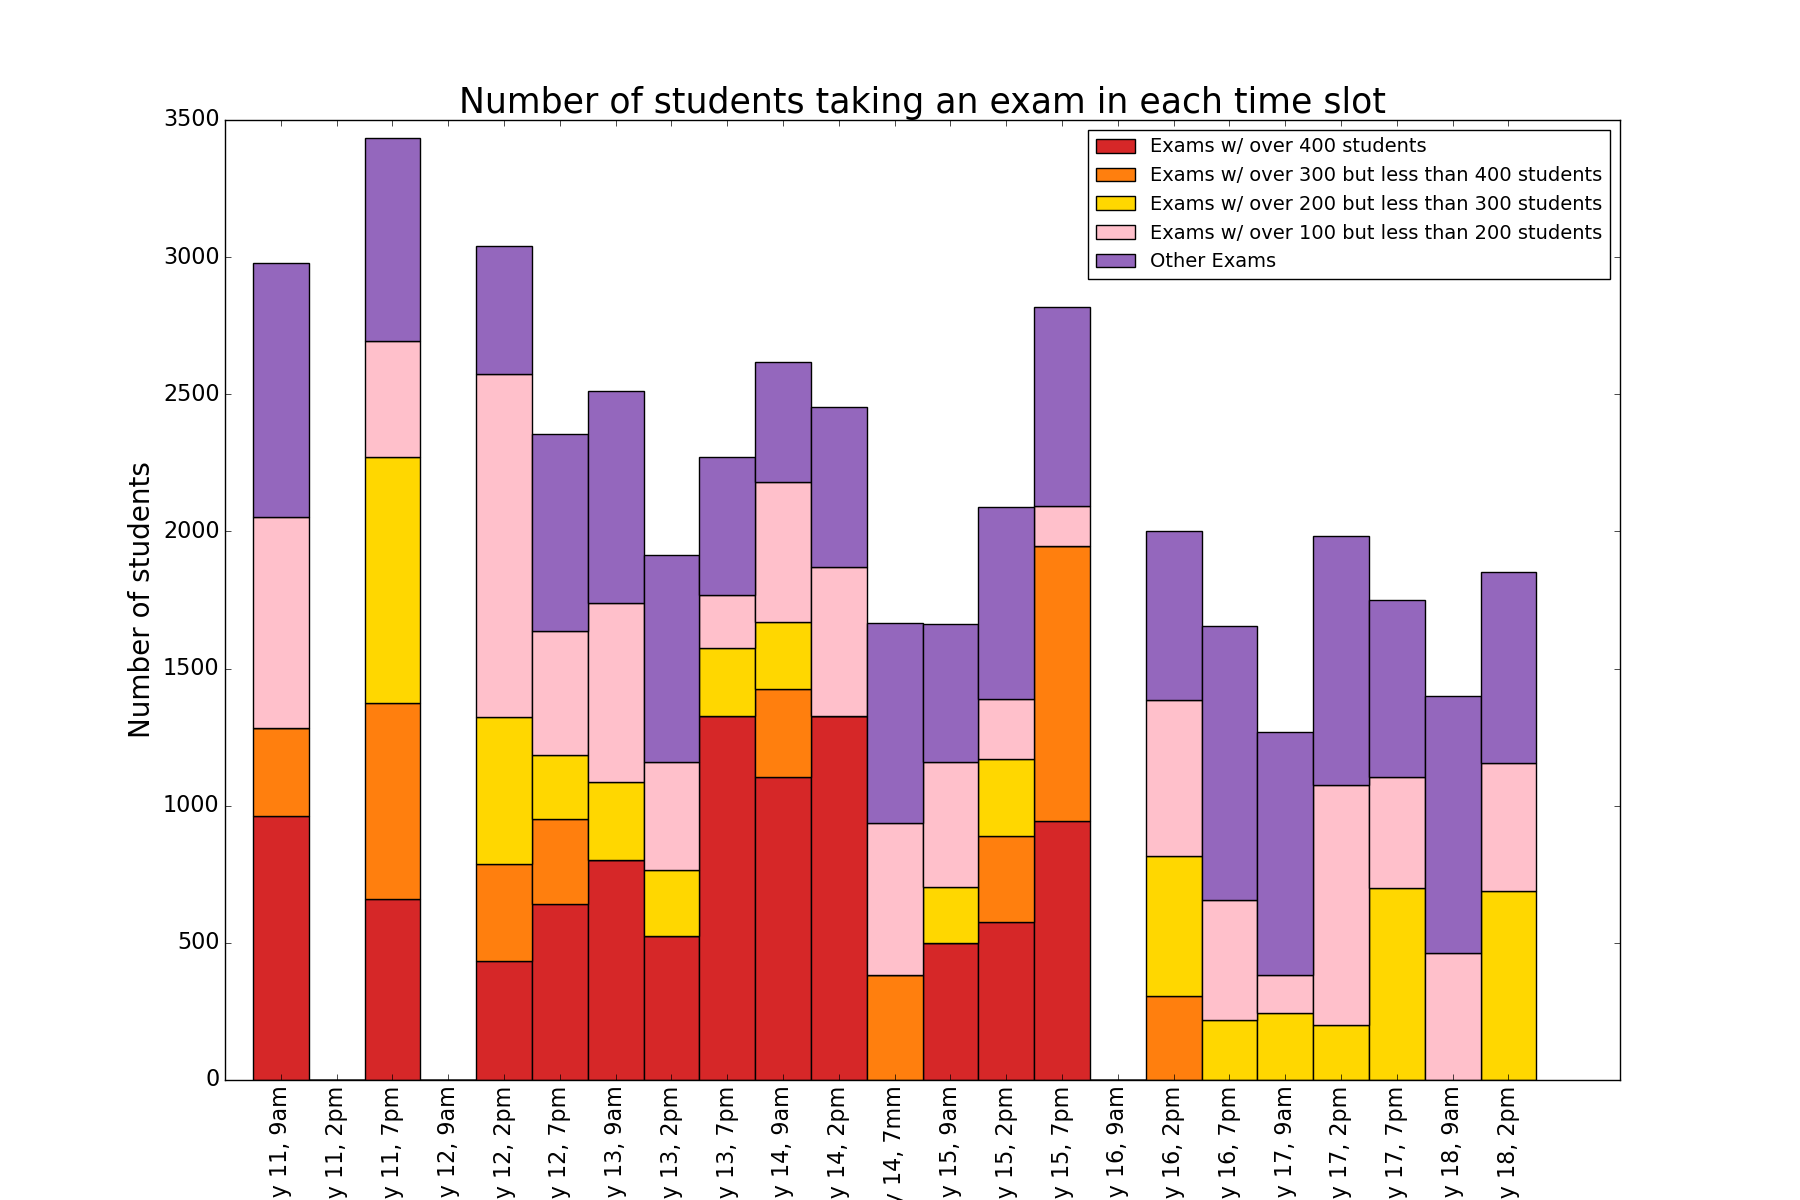 Number of students taking an exam in each time slot
Exams w/ over 400 students
Exams w/ over 300 but less than 400 students
Exams w/ over 200 but less than 300 students
Exams w/ over 100 but less than 200 students
Other Exams
Number of students
3500
3000
2500
2000
1500
1000
500
0
y 11, 9am
y 11, 2pm
y 11, 7pm
y 12, 9am
y 12, 2pm
y 12, 7pm
y 13, 9am
y 13, 2pm
y 13, 7pm
y 14, 9am
y 14, 2pm
y 14, 7mm
y 15, 9am
y 15, 2pm
y 15, 7pm
y 16, 9am
y 16, 2pm
y 16, 7pm
y 17, 9am
y 17, 2pm
y 17, 7pm
y 18, 9am
y 18, 2pm